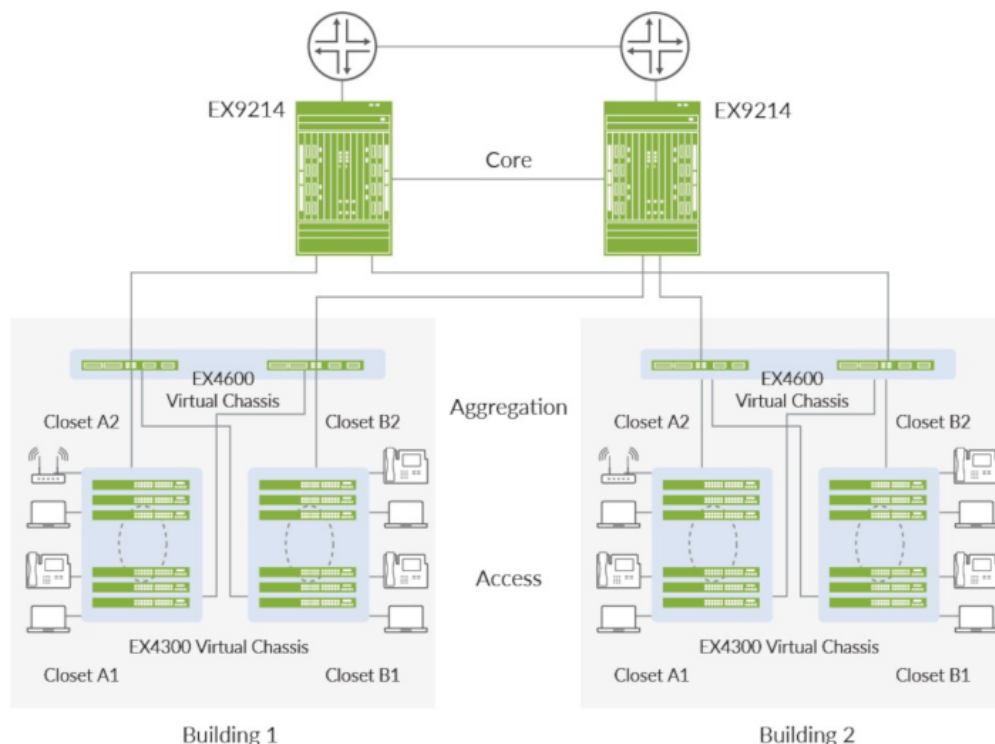 EX9214
EX9214
Core
EX4600
Virtual Chassis
Closet A2
Closet B2
Aggregation
EX4600
Virtual Chassis
Closet A2
Closet B2
Access
EX4300 Virtual Chassis
Closet A1
Closet B1
EX4300 Virtual Chassis
Closet A1
Closet B1
Building 1
Building 2